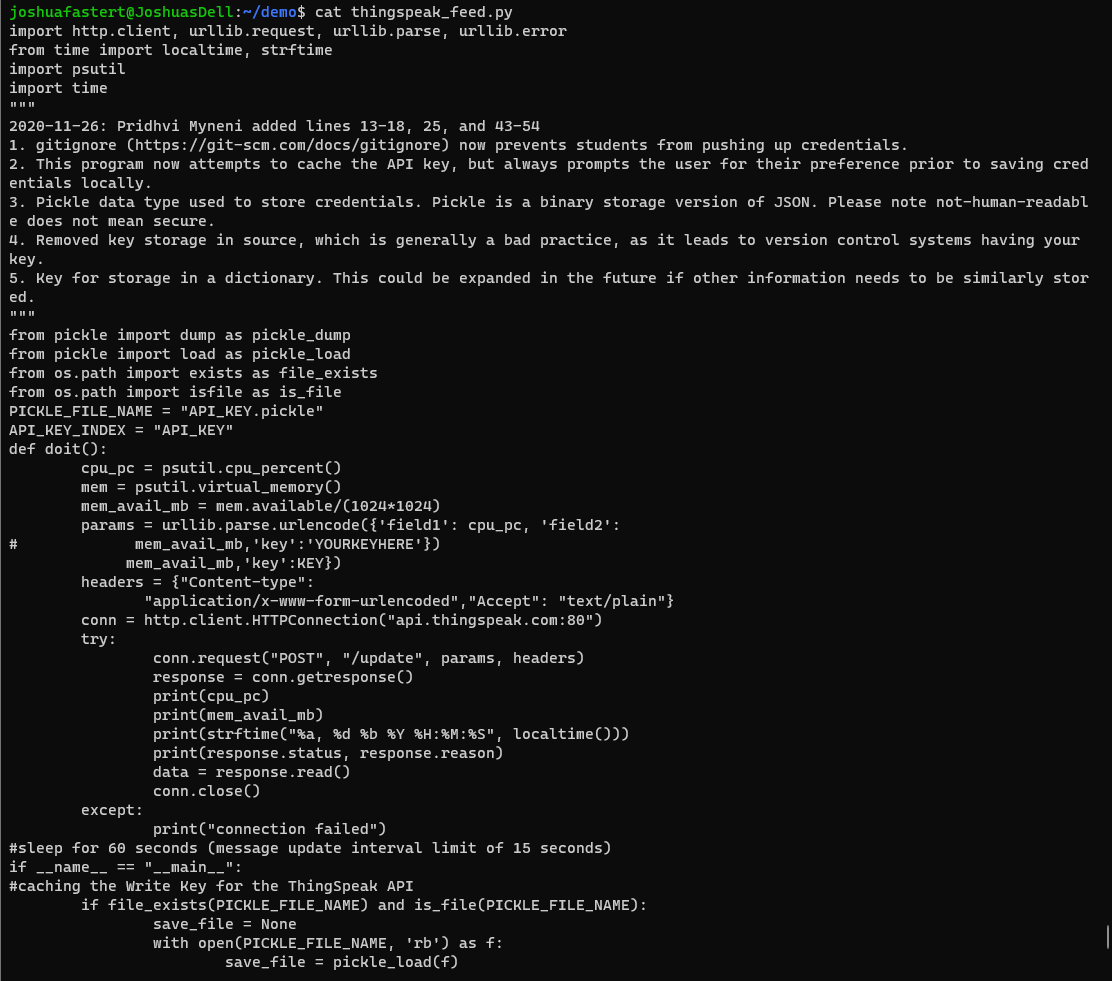 joshuafastert@JoshuasDell:~/demo$ cat thingspeak_feed.py
import http.client, urllib.request, urllib.parse, urllib.error
from time import localtime, strftime
import psutil
import time
"""
2020-11-26: Pridhvi Myneni added lines 13-18, 25, and 43-54
1. gitignore (https://git-scm.com/docs/gitignore) now prevents students from pushing up credentials.
2. This program now attempts to cache the API key, but always prompts the user for their preference prior to saving cred
entials locally.
3. Pickle data type used to store credentials. Pickle is a binary storage version of JSON. Please note not-human-readabl
e does not mean secure.
4. Removed key storage in source, which is generally a bad practice, as it leads to version control systems having your
key.
5. Key for storage in a dictionary. This could be expanded in the future if other information needs to be similarly stor
ed.
"""
from pickle import dump as pickle_dump
from pickle import load as pickle_load
from os.path import exists as file_exists
from os.path import isfile as is_file
PICKLE_FILE_NAME = "API_KEY.pickle"
API_KEY_INDEX = "API_KEY"
def doit():
        cpu_pc = psutil.cpu_percent()
        mem = psutil.virtual_memory()
        mem_avail_mb = mem.available/(1024*1024)
        params = urllib.parse.urlencode({'field1': cpu_pc, 'field2':
#             mem_avail_mb,'key':'YOURKEYHERE'})
             mem_avail_mb,'key':KEY})
        headers = {"Content-type":
               "application/x-www-form-urlencoded","Accept": "text/plain"}
        conn = http.client.HTTPConnection("api.thingspeak.com:80")
        try:
                conn.request("POST", "/update", params, headers)
                response = conn.getresponse()
                print(cpu_pc)
                print(mem_avail_mb)
                print(strftime("%a, %d %b %Y %H:%M:%S", localtime()))
                print(response.status, response.reason)
                data = response.read()
                conn.close()
        except:
                print("connection failed")
#sleep for 60 seconds (message update interval limit of 15 seconds)
if __name__ == "__main__":
#caching the Write Key for the ThingSpeak API
        if file_exists(PICKLE_FILE_NAME) and is_file(PICKLE_FILE_NAME):
                save_file = None
                with open(PICKLE_FILE_NAME, 'rb') as f:
                        save_file = pickle_load(f)